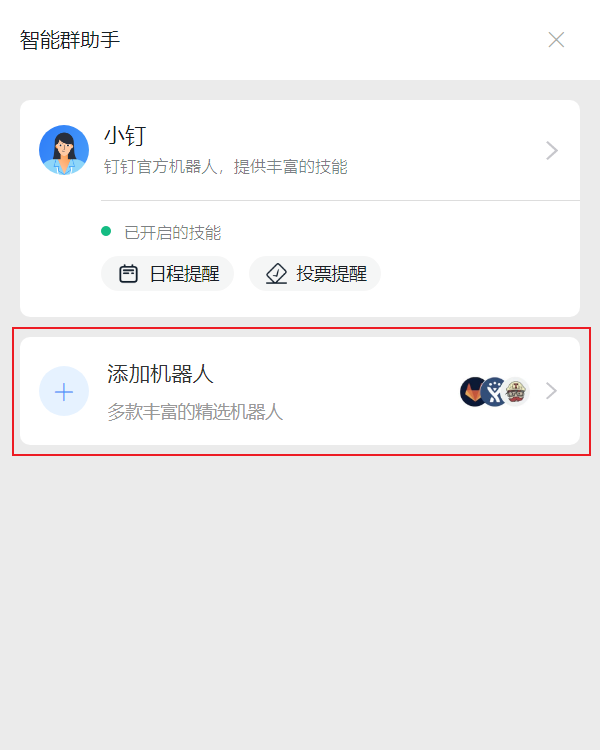 智能群助手
小钉
钉钉官方机器人，提供丰富的技能
已开启的技能
日程提醒 投票提醒
添加机器人
多款丰富的精选机器人